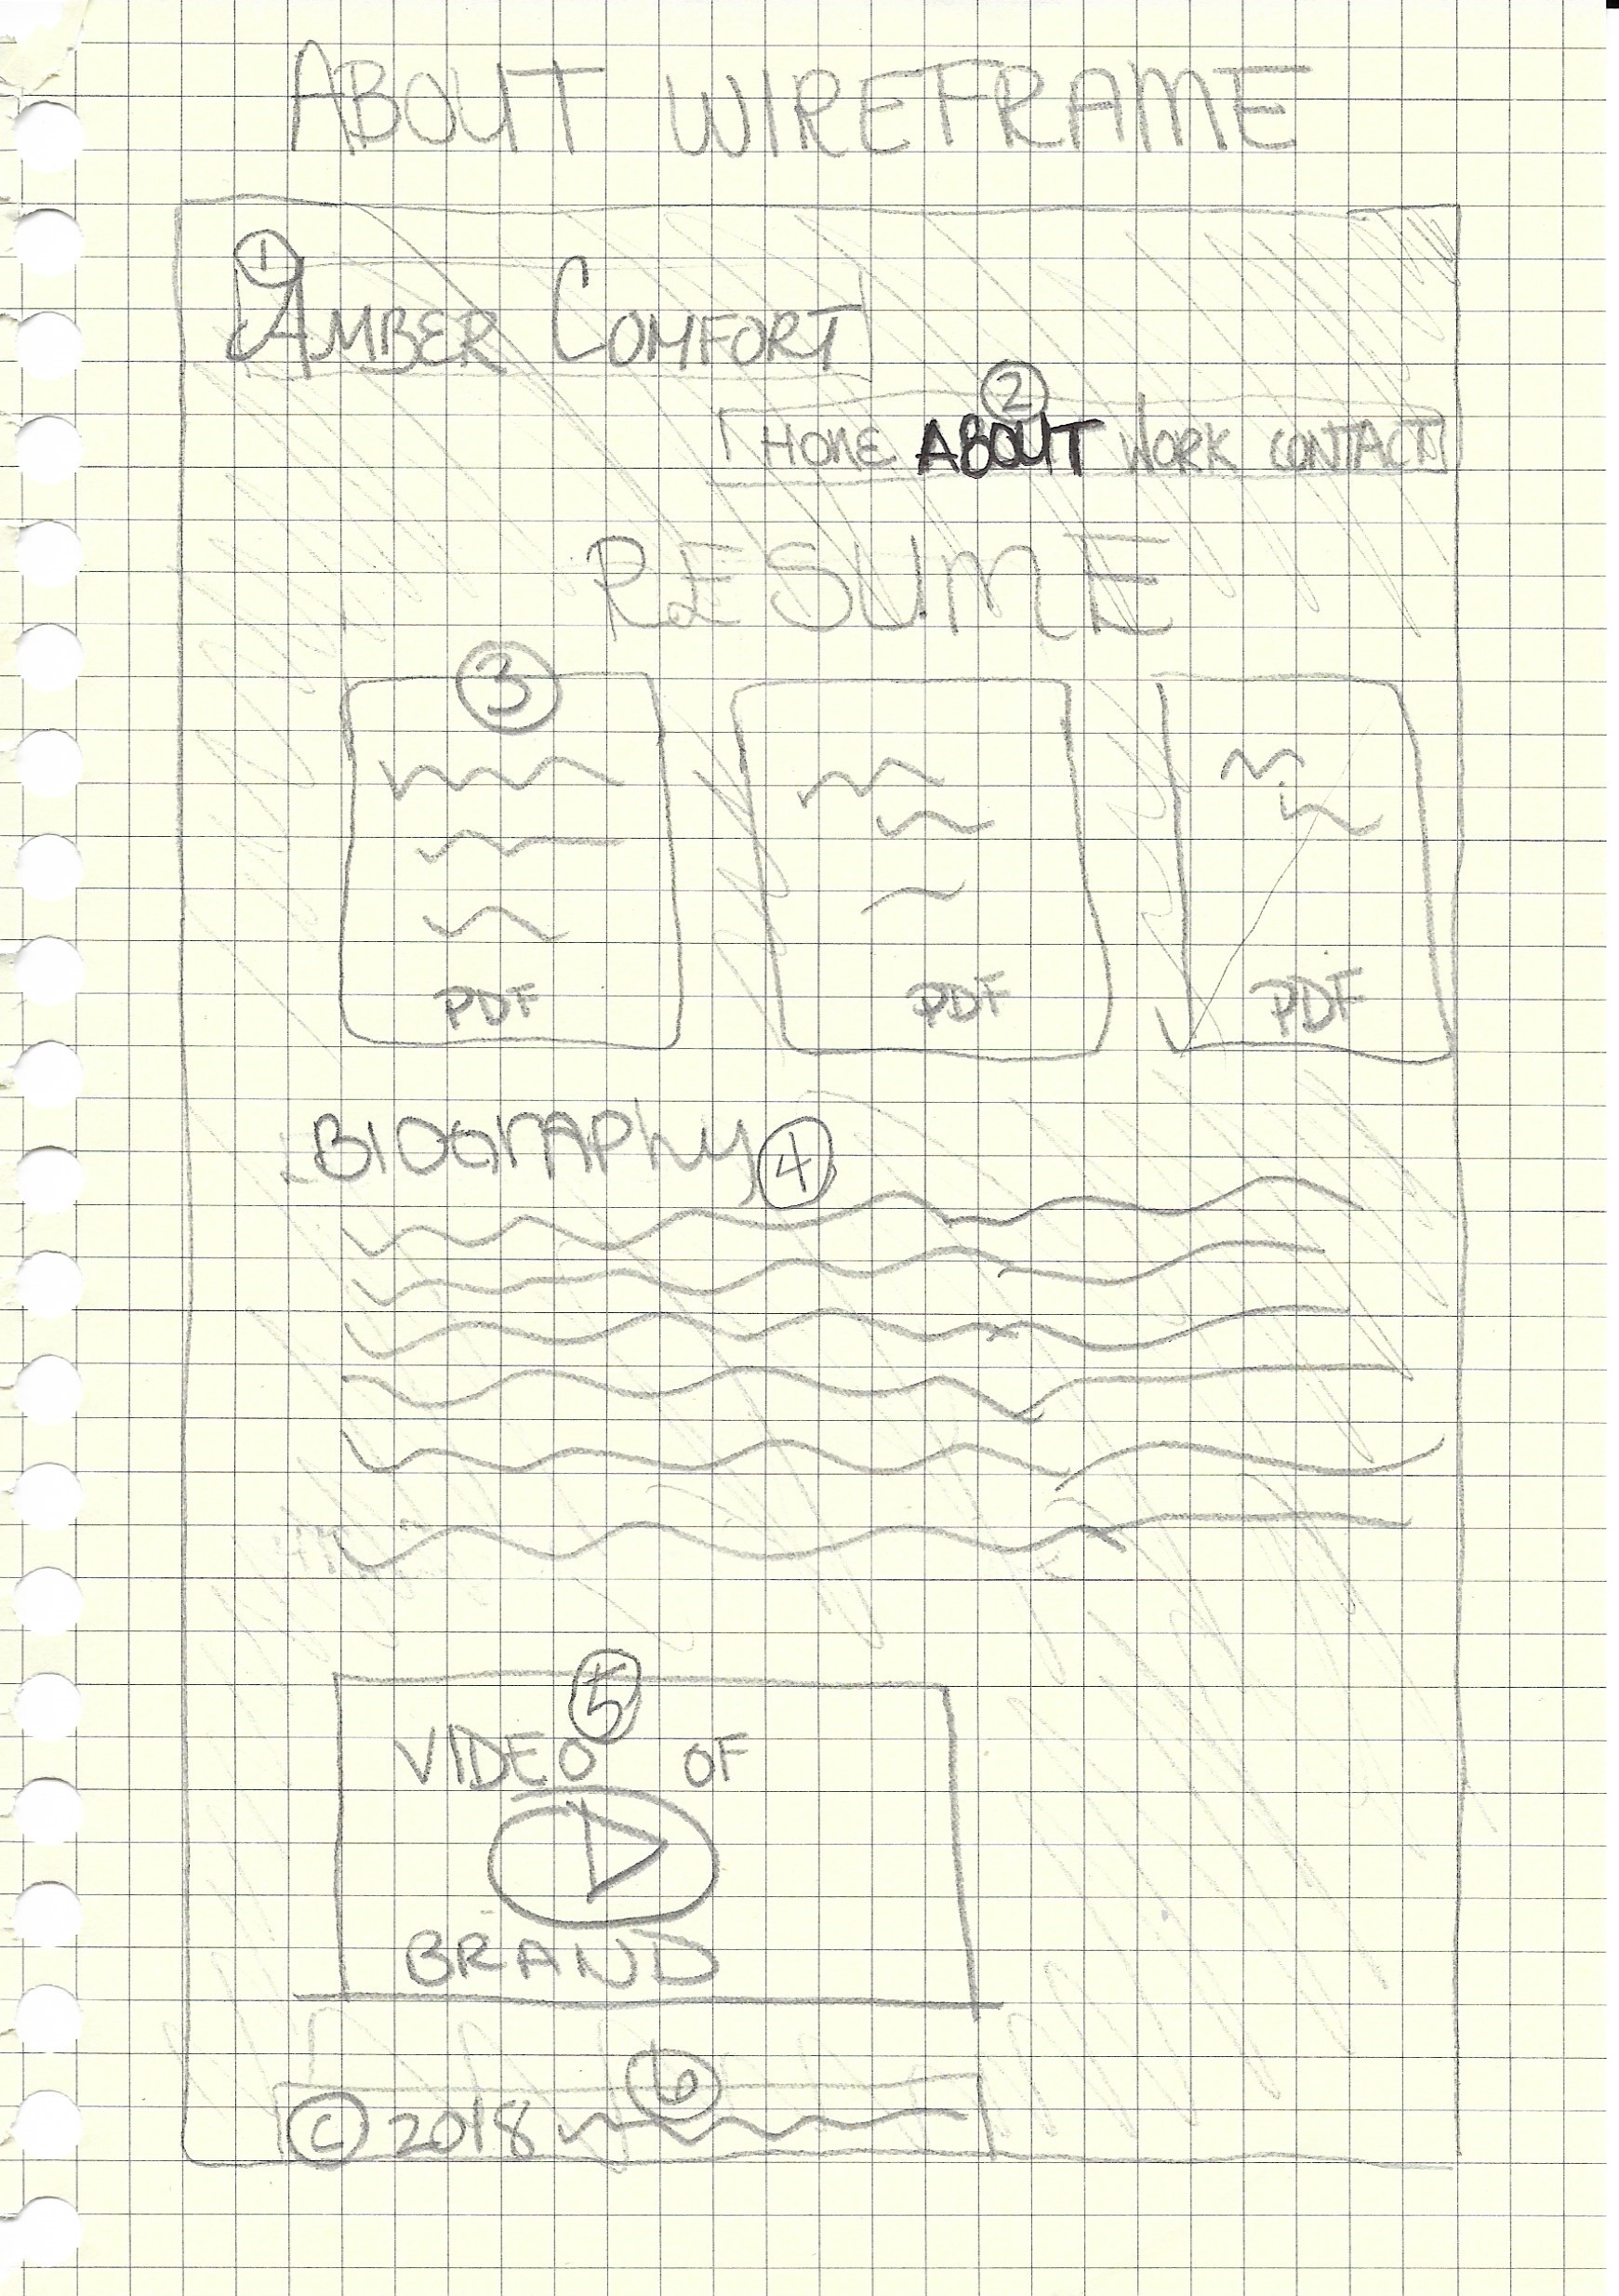 ABOUT WIREFRAME
1
AMBER COMFORT
2
HOME ABOUT WORK CONTACT
RESUME
3
PDF PDF PDF
BIOGRAPHY 4
5
VIDEO OF
BRAND
6
© 2018